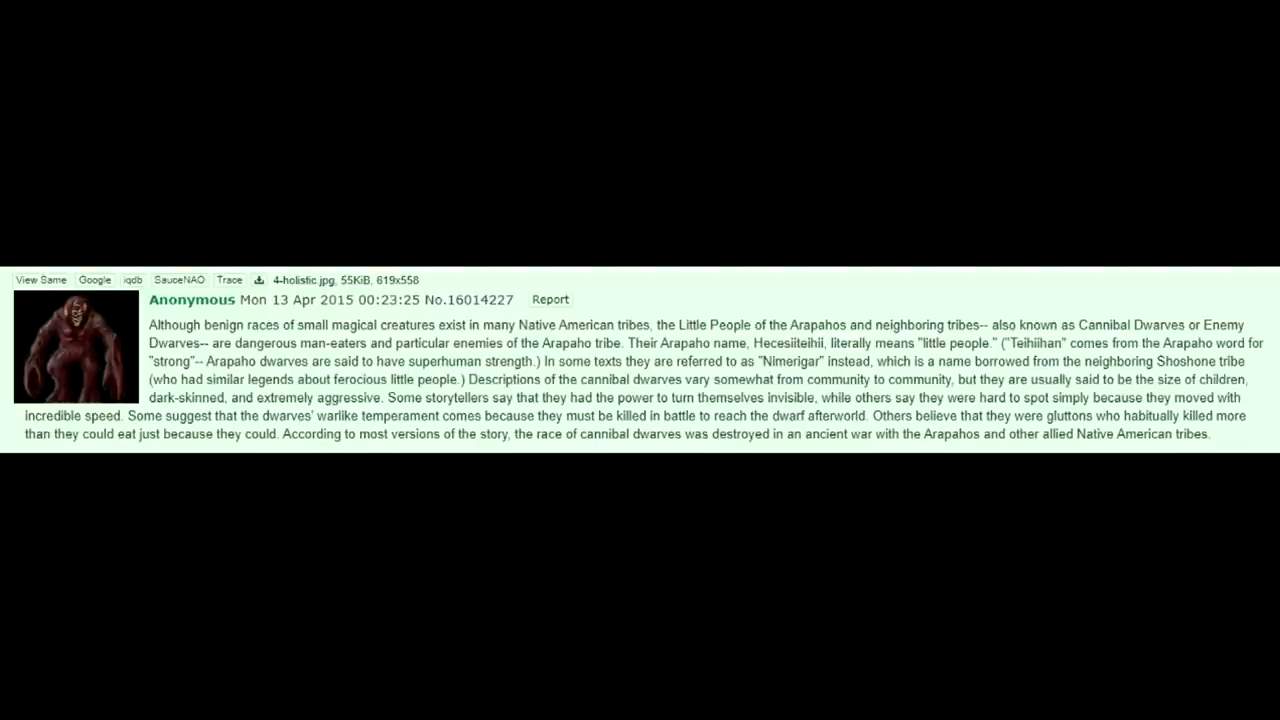 View Same Google iqdb SauceNAO Trace 4-holistic.jpg, 55KiB, 619x558
Anonymous Mon 13 Apr 2015 00:23:25 No.16014227 Report
Although benign races of small magical creatures exist in many Native American tribes, the Little People of the Arapahos and neighboring tribes-- also known as Cannibal Dwarves or Enemy
Dwarves-- are dangerous man-eaters and particular enemies of the Arapaho tribe. Their Arapaho name, Hecesiiteihii, literally means "little people." ("Teihiihan" comes from the Arapaho word for
"strong"-- Arapaho dwarves are said to have superhuman strength.) In some texts they are referred to as "Nimerigar" instead, which is a name borrowed from the neighboring Shoshone tribe
(who had similar legends about ferocious little people.) Descriptions of the cannibal dwarves vary somewhat from community to community, but they are usually said to be the size of children,
dark-skinned, and extremely aggressive. Some storytellers say that they had the power to turn themselves invisible, while others say they were hard to spot simply because they moved with
incredible speed. Some suggest that the dwarves' warlike temperament comes because they must be killed in battle to reach the dwarf afterworld. Others believe that they were gluttons who habitually killed more
than they could eat just because they could. According to most versions of the story, the race of cannibal dwarves was destroyed in an ancient war with the Arapahos and other allied Native American tribes.